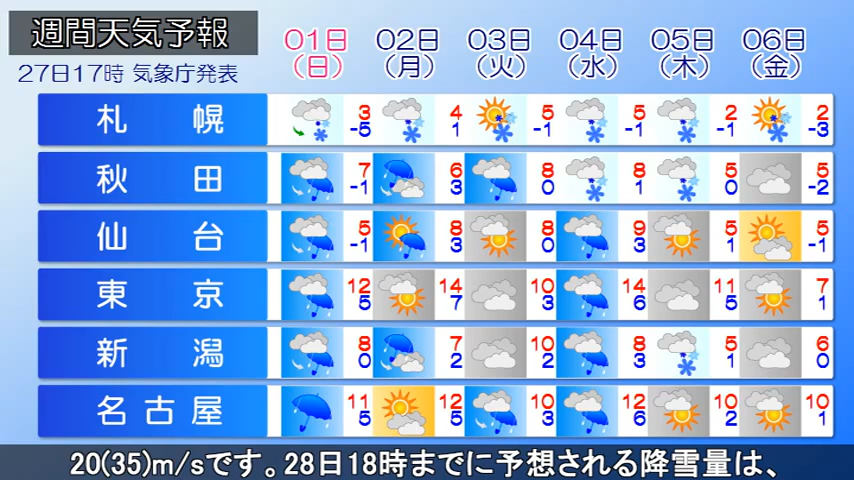 週間天気予報
27日17時 気象庁発表
01日 02日 03日 04日 05日 06日
(日) (月) (火) (水) (木) (金)
札幌 3 -5 4 1 5 -1 5 -1 2 -1 2 -3
秋田 7 -1 6 3 8 0 8 1 5 0 5 -2
仙台 5 -1 8 3 8 0 9 3 5 1 5 -1
東京 12 5 14 7 10 3 14 6 11 5 7 1
新潟 8 0 7 2 10 2 8 3 5 1 6 0
名古屋 11 5 12 5 10 3 12 6 10 2 10 1
20(35)m/sです。28日18時までに予想される降雪量は、